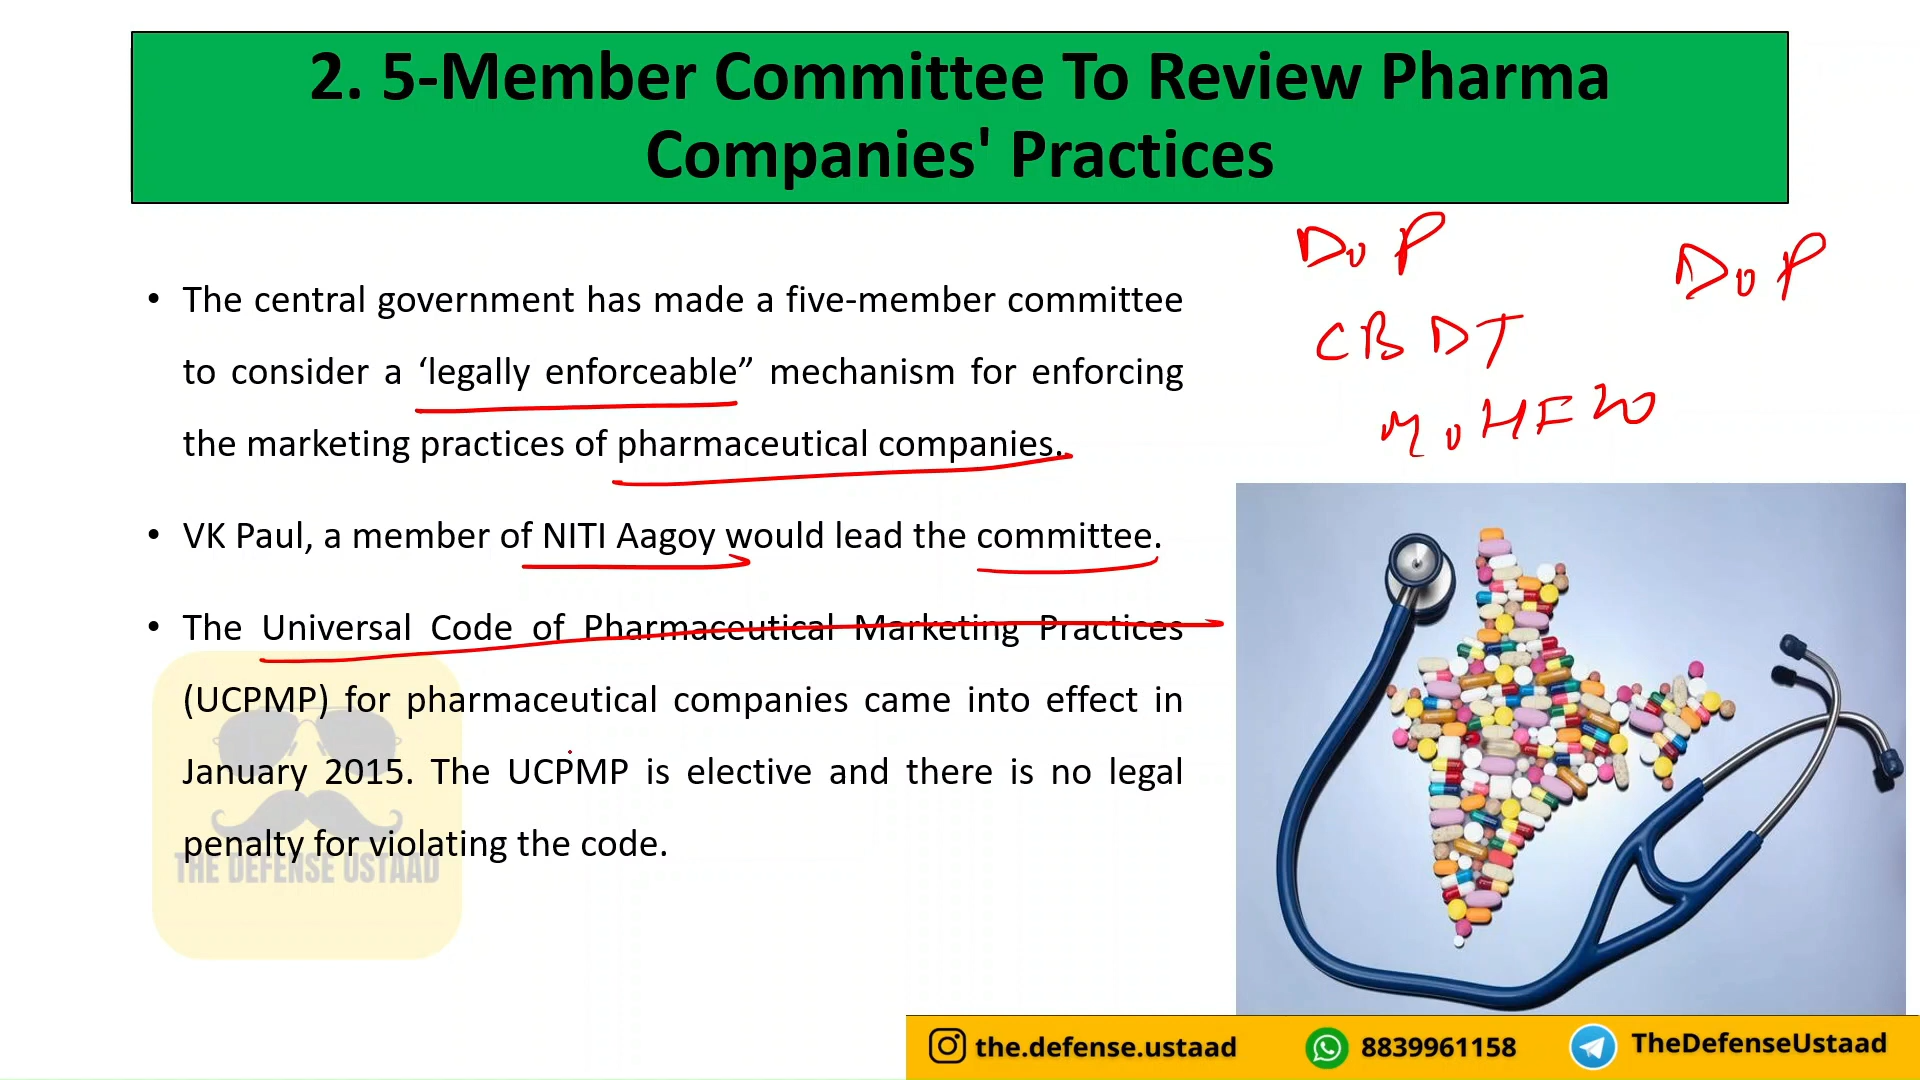 2. 5-Member Committee To Review Pharma
Companies' Practices
• The central government has made a five-member committee
to consider a ‘legally enforceable” mechanism for enforcing
the marketing practices of pharmaceutical companies.
• VK Paul, a member of NITI Aagoy would lead the committee.
• The Universal Code of Pharmaceutical Marketing Practices
(UCPMP) for pharmaceutical companies came into effect in
January 2015. The UCPMP is elective and there is no legal
penalty for violating the code.
DoP
DoP
CBDT
MoHFW
THE DEFENSE USTAAD
the.defense.ustaad
8839961158
TheDefenseUstaad